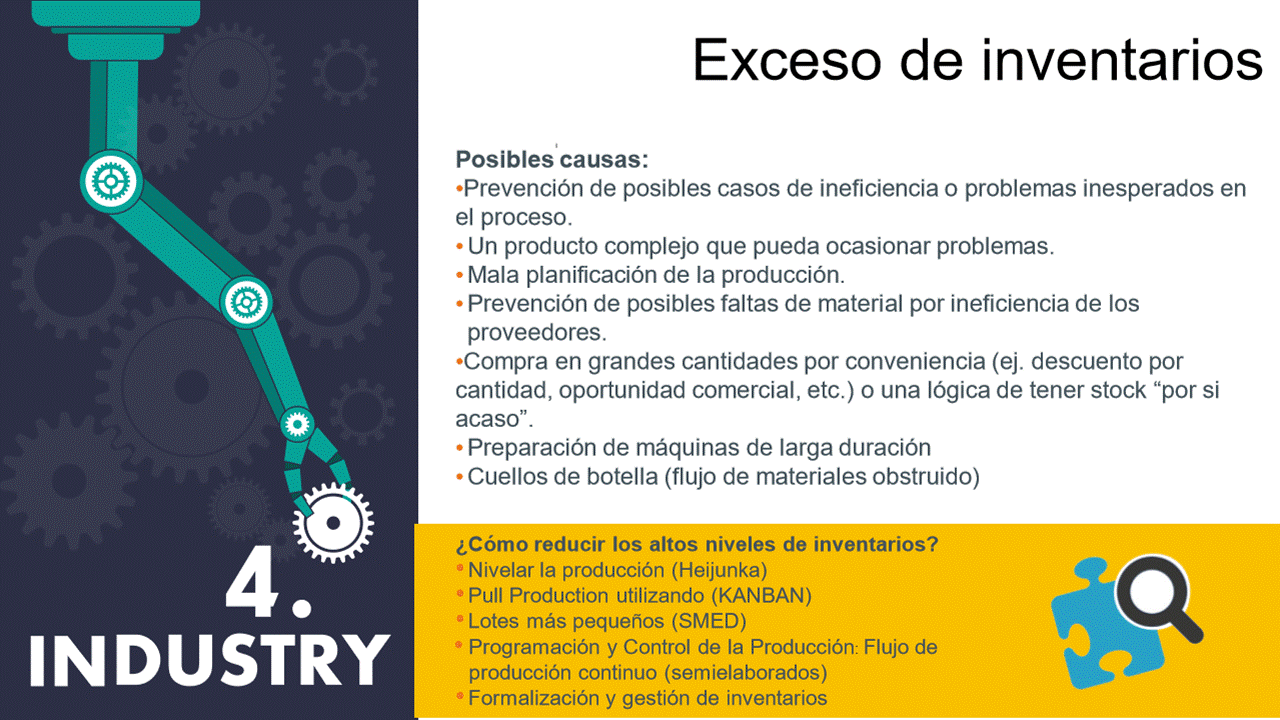 Exceso de inventarios
Posibles causas:
•Prevención de posibles casos de ineficiencia o problemas inesperados en
el proceso.
• Un producto complejo que pueda ocasionar problemas.
• Mala planificación de la producción.
• Prevención de posibles faltas de material por ineficiencia de los
proveedores.
•Compra en grandes cantidades por conveniencia (ej. descuento por
cantidad, oportunidad comercial, etc.) o una lógica de tener stock “por si
acaso”.
• Preparación de máquinas de larga duración
• Cuellos de botella (flujo de materiales obstruido)
¿Cómo reducir los altos niveles de inventarios?
• Nivelar la producción (Heijunka)
• Pull Production utilizando (KANBAN)
• Lotes más pequeños (SMED)
• Programación y Control de la Producción: Flujo de
producción continuo (semielaborados)
• Formalización y gestión de inventarios
4.
INDUSTRY